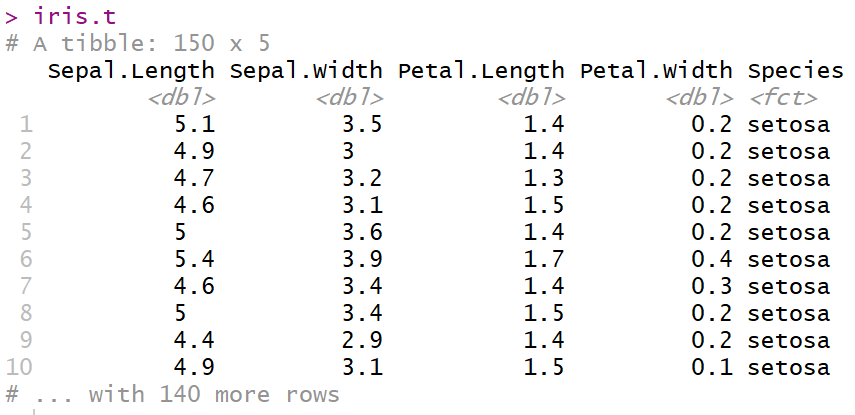 > iris.t
# A tibble: 150 x 5
   Sepal.Length Sepal.Width Petal.Length Petal.Width Species
          <dbl>       <dbl>        <dbl>       <dbl> <fct>
 1          5.1         3.5          1.4         0.2 setosa
 2          4.9         3            1.4         0.2 setosa
 3          4.7         3.2          1.3         0.2 setosa
 4          4.6         3.1          1.5         0.2 setosa
 5          5           3.6          1.4         0.2 setosa
 6          5.4         3.9          1.7         0.4 setosa
 7          4.6         3.4          1.4         0.3 setosa
 8          5           3.4          1.5         0.2 setosa
 9          4.4         2.9          1.4         0.2 setosa
10          4.9         3.1          1.5         0.1 setosa
# ... with 140 more rows